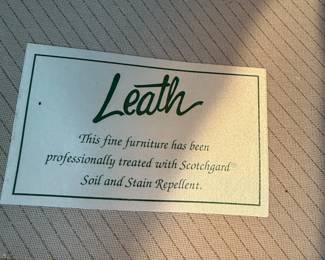 Leath
This fine furniture has been
professionally treated with Scotchgard®
Soil and Stain Repellent.